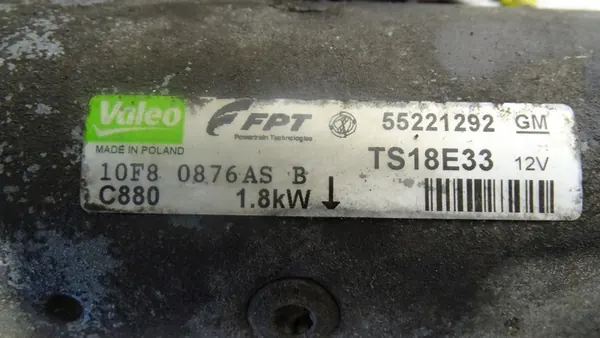 Valeo FPT Powertrain Technologies 55221292 GM
MADE IN POLAND TS18E33 12V
10F8 0876AS B
C880 1.8kW